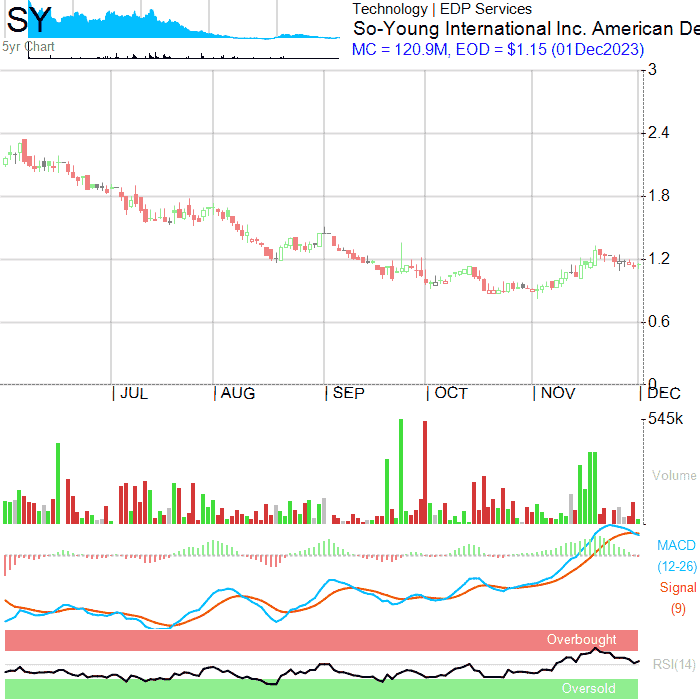 SY
5yr Chart
Technology | EDP Services
So-Young International Inc. American De
MC = 120.9M, EOD = $1.15 (01Dec2023)
3
2.4
1.8
1.2
0.6
0
| JUL | AUG | SEP | OCT | NOV | DEC
545k
Volume
MACD
(12-26)
Signal
(9)
Overbought
RSI(14)
Oversold